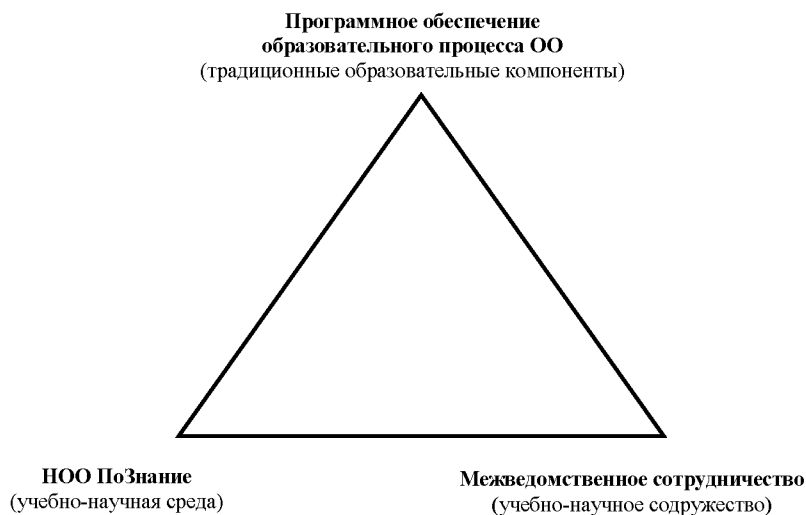 Программное обеспечение
образовательного процесса ОО
(традиционные образовательные компоненты)
НОО ПоЗнание
(учебно-научная среда)
Межведомственное сотрудничество
(учебно-научное содружество)